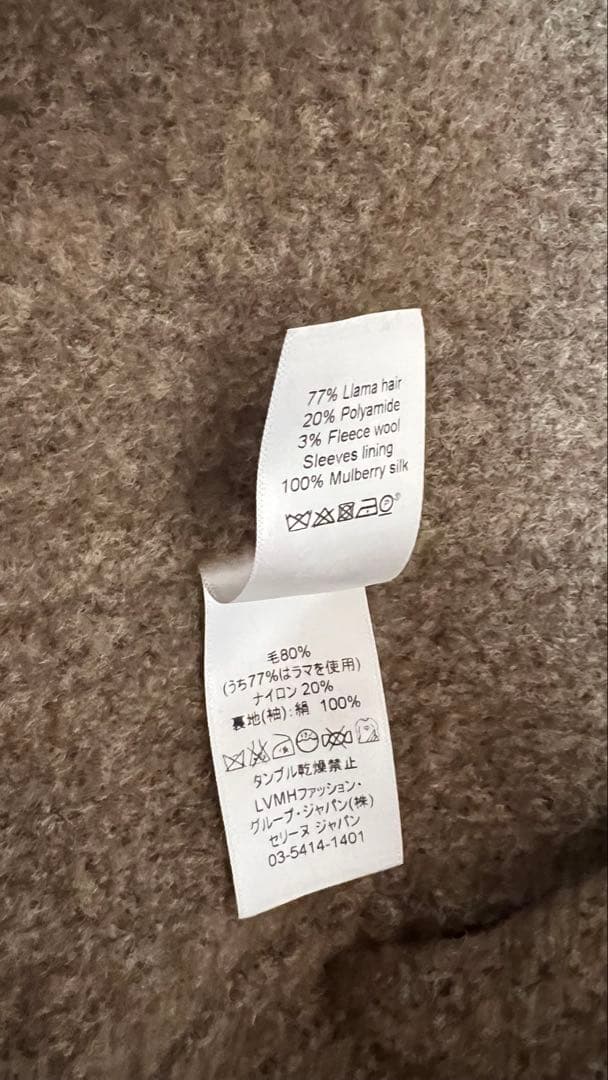 77% Llama hair
20% Polyamide
3% Fleece wool
Sleeves lining
100% Mulberry silk
毛80%
(うち77%はラマを使用)
ナイロン 20%
裏地(袖): 絹 100%
タンブル乾燥禁止
LVMHファッション・
グループ・ジャパン(株)
セリーヌ ジャパン
03-5414-1401